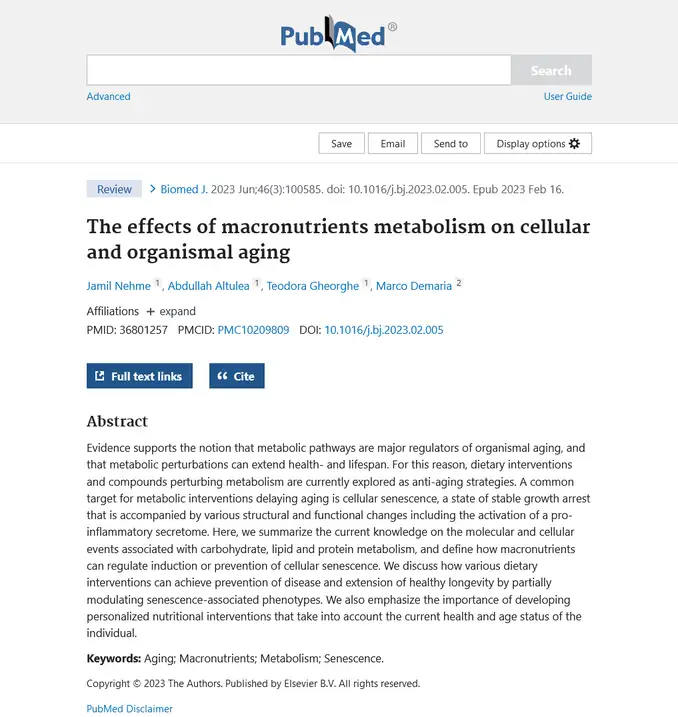 PubMed®
Search
Advanced
User Guide
Save
Email
Send to
Display options
Review
Biomed J. 2023 Jun;46(3):100585. doi: 10.1016/j.bj.2023.02.005. Epub 2023 Feb 16.
The effects of macronutrients metabolism on cellular
and organismal aging
Jamil Nehme 1, Abdullah Altulea 1, Teodora Gheorghe 1, Marco Demaria 2
Affiliations + expand
PMID: 36801257 PMCID: PMC10209809 DOI: 10.1016/j.bj.2023.02.005
Full text links
Cite
Abstract
Evidence supports the notion that metabolic pathways are major regulators of organismal aging, and
that metabolic perturbations can extend health- and lifespan. For this reason, dietary interventions
and compounds perturbing metabolism are currently explored as anti-aging strategies. A common
target for metabolic interventions delaying aging is cellular senescence, a state of stable growth arrest
that is accompanied by various structural and functional changes including the activation of a pro-
inflammatory secretome. Here, we summarize the current knowledge on the molecular and cellular
events associated with carbohydrate, lipid and protein metabolism, and define how macronutrients
can regulate induction or prevention of cellular senescence. We discuss how various dietary
interventions can achieve prevention of disease and extension of healthy longevity by partially
modulating senescence-associated phenotypes. We also emphasize the importance of developing
personalized nutritional interventions that take into account the current health and age status of the
individual.
Keywords: Aging; Macronutrients; Metabolism; Senescence.
Copyright © 2023 The Authors. Published by Elsevier B.V. All rights reserved.
PubMed Disclaimer